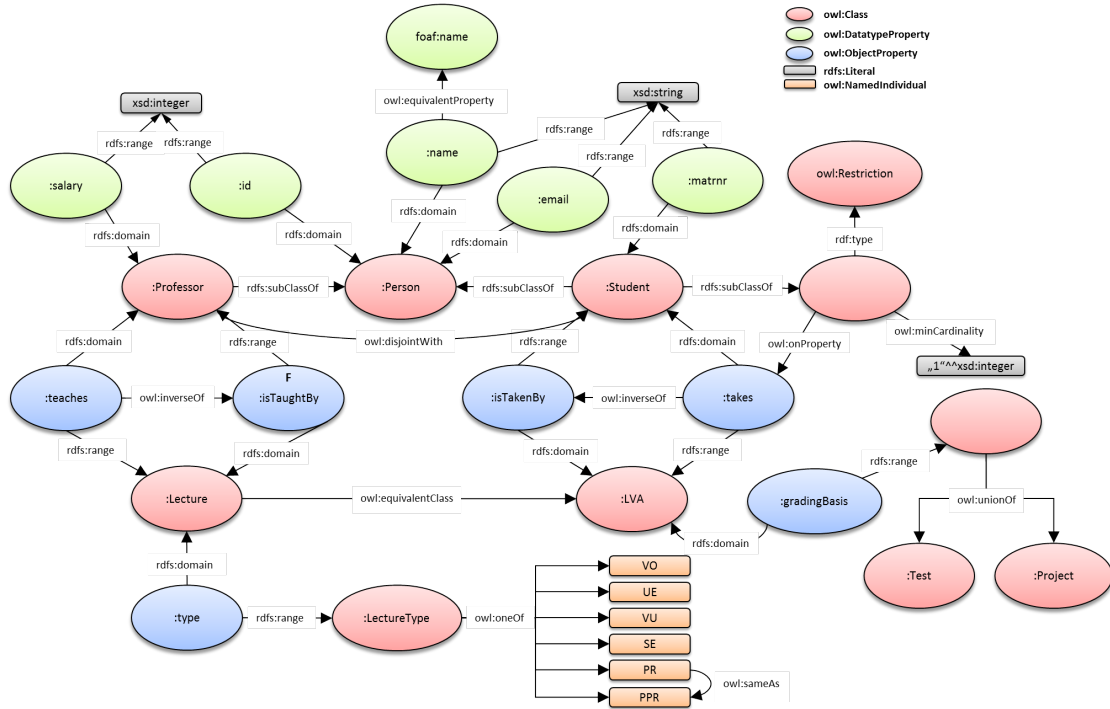 foaf:name
owl:Class
owl:DatatypeProperty
owl:ObjectProperty
rdfs:Literal
owl:NamedIndividual
xsd:integer
owl:equivalentProperty
xsd:string
rdfs:range
rdfs:range
rdfs:range
rdfs:range
rdfs:range
:salary
:id
:name
:email
:matrnr
owl:Restriction
rdfs:domain
rdfs:domain
rdfs:domain
rdfs:domain
rdfs:domain
rdf:type
:Professor
rdfs:subClassOf
:Person
rdfs:subClassOf
:Student
rdfs:subClassOf
owl:minCardinality
rdfs:domain
rdfs:range
owl:disjointWith
rdfs:range
rdfs:domain
owl:onProperty
„1“^^xsd:integer
F
:teaches
owl:inverseOf
:isTaughtBy
:isTakenBy
owl:inverseOf
:takes
rdfs:range
rdfs:domain
rdfs:domain
rdfs:range
rdfs:range
:Lecture
owl:equivalentClass
:LVA
:gradingBasis
owl:unionOf
rdfs:domain
rdfs:domain
VO
:Test
:Project
UE
:type
rdfs:range
:LectureType
owl:oneOf
VU
SE
PR
owl:sameAs
PPR